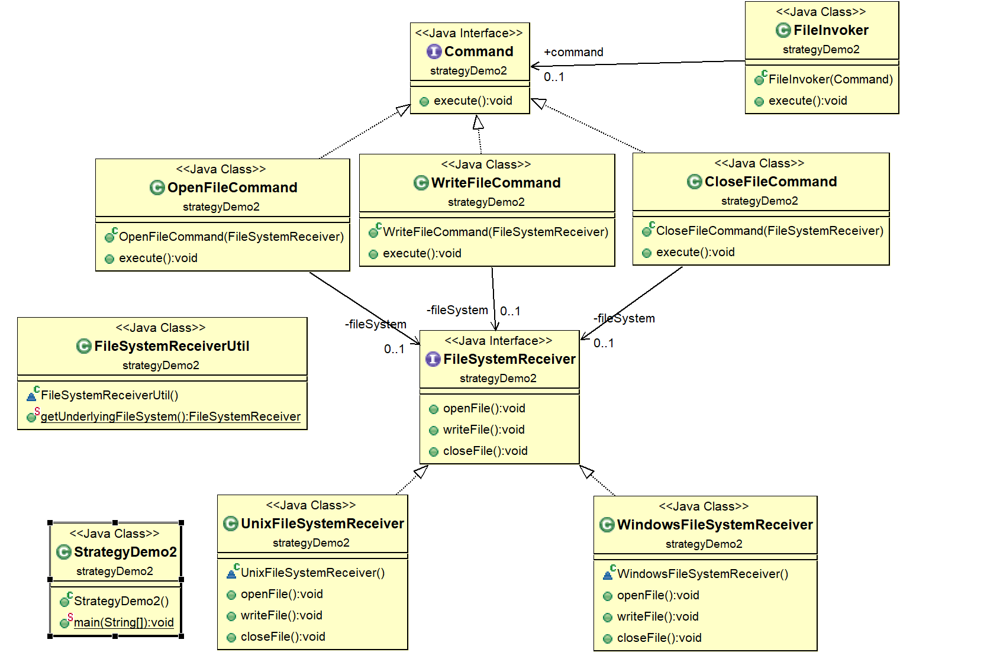 <<Java Interface>>
Command
strategyDemo2
execute():void
+command
0..1
<<Java Class>>
FileInvoker
strategyDemo2
FileInvoker(Command)
execute():void
<<Java Class>>
OpenFileCommand
strategyDemo2
OpenFileCommand(FileSystemReceiver)
execute():void
<<Java Class>>
WriteFileCommand
strategyDemo2
WriteFileCommand(FileSystemReceiver)
execute():void
<<Java Class>>
CloseFileCommand
strategyDemo2
CloseFileCommand(FileSystemReceiver)
execute():void
-fileSystem
0..1
-fileSystem
0..1
-fileSystem
0..1
<<Java Class>>
FileSystemReceiverUtil
strategyDemo2
FileSystemReceiverUtil()
getUnderlyingFileSystem():FileSystemReceiver
<<Java Interface>>
FileSystemReceiver
strategyDemo2
openFile():void
writeFile():void
closeFile():void
<<Java Class>>
StrategyDemo2
strategyDemo2
StrategyDemo2()
main(String[]):void
<<Java Class>>
UnixFileSystemReceiver
strategyDemo2
UnixFileSystemReceiver()
openFile():void
writeFile():void
closeFile():void
<<Java Class>>
WindowsFileSystemReceiver
strategyDemo2
WindowsFileSystemReceiver()
openFile():void
writeFile():void
closeFile():void